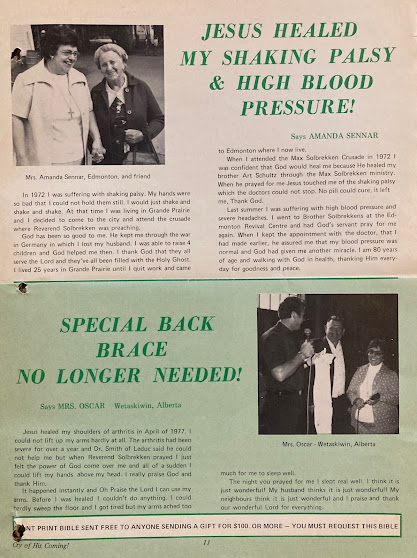 JESUS HEALED
MY SHAKING PALSY
& HIGH BLOOD
PRESSURE!
Says AMANDA SENNAR
Mrs. Amanda Sennar, Edmonton, and friend
In 1972 I was suffering with shaking palsy. My hands were
so bad that I could not hold them still. I would just shake and
shake and shake. At that time I was living in Grande Prairie
and I decided to come to the city and attend the crusade
where Reverend Solbrekken was preaching.
God has been so good to me. He kept me through the war
in Germany in which I lost my husband. I was able to raise 4
children and God helped me then. I thank God that they all
serve the Lord and they've all been filled with the Holy Ghost.
I lived 25 years in Grande Prairie until I quit work and came
to Edmonton where I now live.
When I attended the Max Solbrekken Crusade in 1972 I
was confident that God would heal me because He healed my
brother Art Schultz through the Max Solbrekken ministry.
When he prayed for me Jesus touched me of the shaking palsy
which the doctors could not stop. No pill could cure, it left
me, Thank God.
Last summer I was suffering with high blood pressure and
severe headaches. I went to Brother Solbrekkens at the Ed-
monton Revival Centre and had God's servant pray for me
again. When I kept the appointment with the doctor, that I
had made earlier, he assured me that my blood pressure was
normal and God had given me another miracle. I am 80 years
of age and walking with God in health, thanking Him every-
day for goodness and peace.
SPECIAL BACK
BRACE
NO LONGER NEEDED!
Says MRS. OSCAR Wetaskiwin, Alberta
Mrs. Oscar - Wetaskiwin, Alberta
Jesus healed my shoulders of arthritis in April of 1977. I
could not lift up my arms hardly at all. The arthritis had been
severe for over a year and Dr. Smith of Leduc said he could
not help me but when Reverend Solbrekken prayed I just
felt the power of God come over me and all of a sudden I
could lift my hands above my head. I really praise God and
thank Him.
It happened instantly and Oh Praise the Lord I can use my
arms. Before I was healed I couldn't do anything. I could
hardly sweep the floor and I got tired but my arms ached too
much for me to sleep well.
The night you prayed for me I slept real well. I think it is
just wonderful! My husband thinks it is just wonderful! My
neighbours think it is just wonderful and I praise and thank
our wonderful Lord for everything.
ANT PRINT BIBLE SENT FREE TO ANYONE SENDING A GIFT FOR $100. OR MORE — YOU MUST REQUEST THIS BIBLE
Cry of His Coming!
11